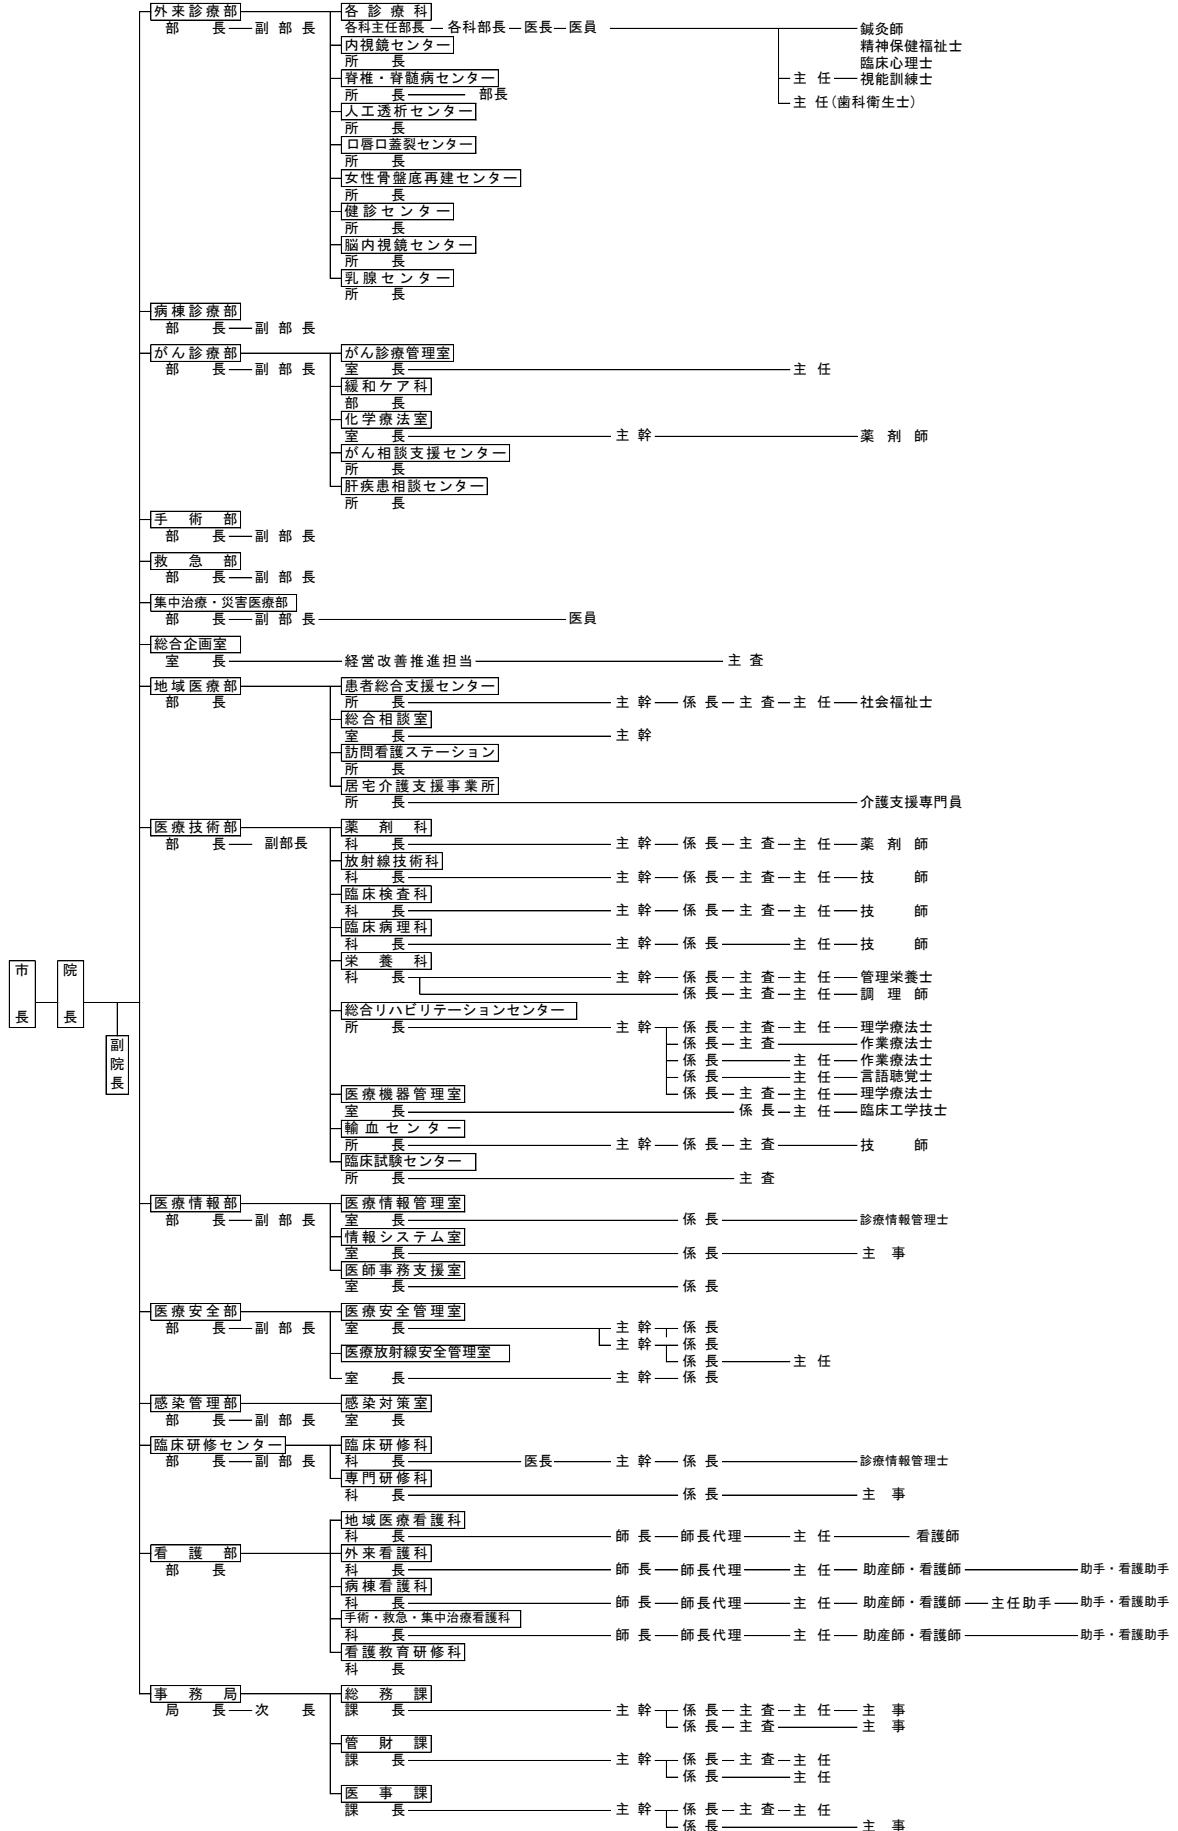 外来診療部 各診療科
部長 副部長 各科主任部長 各科部長 医長 医員 鍼灸師
内視鏡センター 精神保健福祉士
所長 臨床心理士
脊椎・脊髄病センター 主任 視能訓練士
所長 部長
主任(歯科衛生士)
人工透析センター
所長
口唇口蓋裂センター
所長
女性骨盤底再建センター
所長
健診センター
所長
脳内視鏡センター
所長
乳腺センター
所長
病棟診療部
部長 副部長
がん診療部 がん診療管理室
部長 副部長 室長 主任
緩和ケア科
部長
化学療法室
室長 主幹 薬剤師
がん相談支援センター
所長
肝疾患相談センター
所長
手術部
部長 副部長
救急部
部長 副部長
集中治療・災害医療部
部長 副部長 医員
総合企画室
室長 経営改善推進担当 主査
地域医療部 患者総合支援センター
部長 所長 主幹 係長 主査 主任 社会福祉士
総合相談室
室長 主幹
訪問看護ステーション
所長
居宅介護支援事業所
所長 介護支援専門員
医療技術部 薬剤科
部長 副部長 科長 主幹 係長 主査 主任 薬剤師
放射線技術科
科長 主幹 係長 主査 主任 技師
臨床検査科
科長 主幹 係長 主査 主任 技師
臨床病理科
科長 主幹 係長 主任 技師
栄養科
科長 主幹 係長 主査 主任 管理栄養士
係長 主査 主任 調理師
市長 院長
副院長
総合リハビリテーションセンター
所長 主幹 係長 主査 主任 理学療法士
係長 主査 作業療法士
係長 主任 作業療法士
係長 主任 言語聴覚士
係長 主査 主任 理学療法士
医療機器管理室
室長 係長 主任 臨床工学技士
輸血センター
所長 主幹 係長 主査 技師
臨床試験センター
所長 主査
医療情報部 医療情報管理室
部長 副部長 室長 係長 診療情報管理士
情報システム室
室長 係長 主事
医師事務支援室
室長 係長
医療安全部 医療安全管理室
部長 副部長 室長 主幹 係長
主幹 係長
医療放射線安全管理室
係長 主任
室長 主幹 係長
感染管理部 感染対策室
部長 副部長 室長
臨床研修センター 臨床研修科
部長 副部長 科長 医長 主幹 係長 診療情報管理士
専門研修科
科長 係長 主事
地域医療看護科
科長 師長 師長代理 主任 看護師
看護部 外来看護科
部長 科長 師長 師長代理 主任 助産師・看護師 助手・看護助手
病棟看護科
科長 師長 師長代理 主任 助産師・看護師 主任助手 助手・看護助手
手術・救急・集中治療看護科
科長 師長 師長代理 主任 助産師・看護師 助手・看護助手
看護教育研修科
科長
事務局 総務課
局長 次長 課長 主幹 係長 主査 主任 主事
係長 主査 主事
管財課
課長 主幹 係長 主査 主任
係長 主任
医事課
課長 主幹 係長 主査 主任
係長 主事